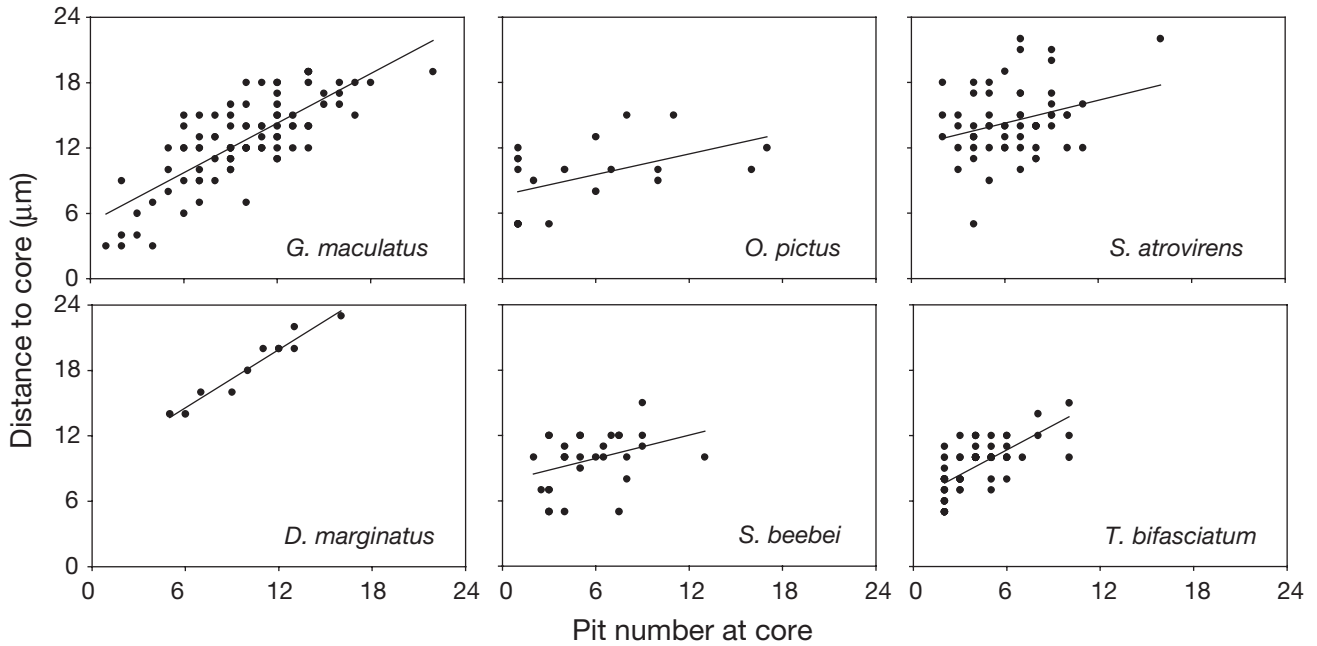 24
18
12
6
0
G. maculatus
O. pictus
S. atrovirens
Distance to core (μm)
24
18
12
6
0
D. marginatus
S. beebei
T. bifasciatum
0 6 12 18 24 0 6 12 18 24 0 6 12 18 24
Pit number at core